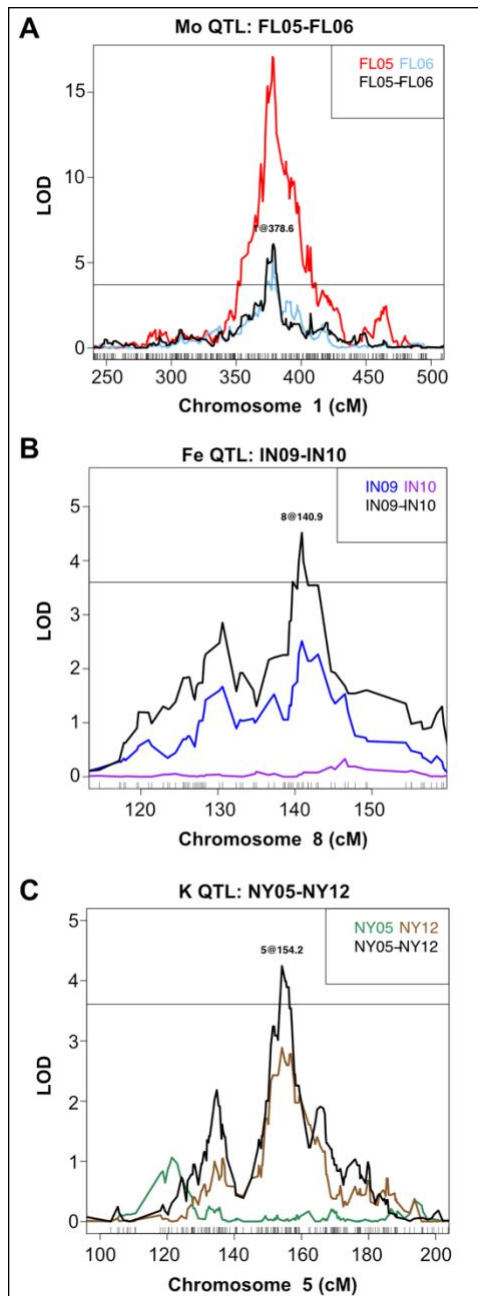 A
Mo QTL: FL05-FL06
FL05 FL06
FL05-FL06
15
10
5
0
LOD
1@378.6
250 300 350 400 450 500
Chromosome 1 (cM)
B
Fe QTL: IN09-IN10
IN09 IN10
IN09-IN10
5
4
3
2
1
0
LOD
8@140.9
120 130 140 150
Chromosome 8 (cM)
C
K QTL: NY05-NY12
NY05 NY12
NY05-NY12
5
4
3
2
1
0
LOD
5@154.2
100 120 140 160 180 200
Chromosome 5 (cM)